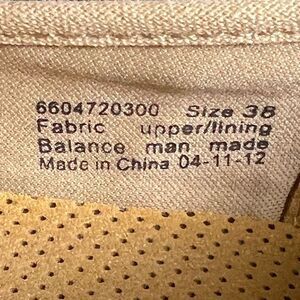 6604720300 Size 38
Fabric upper/lining
Balance man made
Made in China 04-11-12